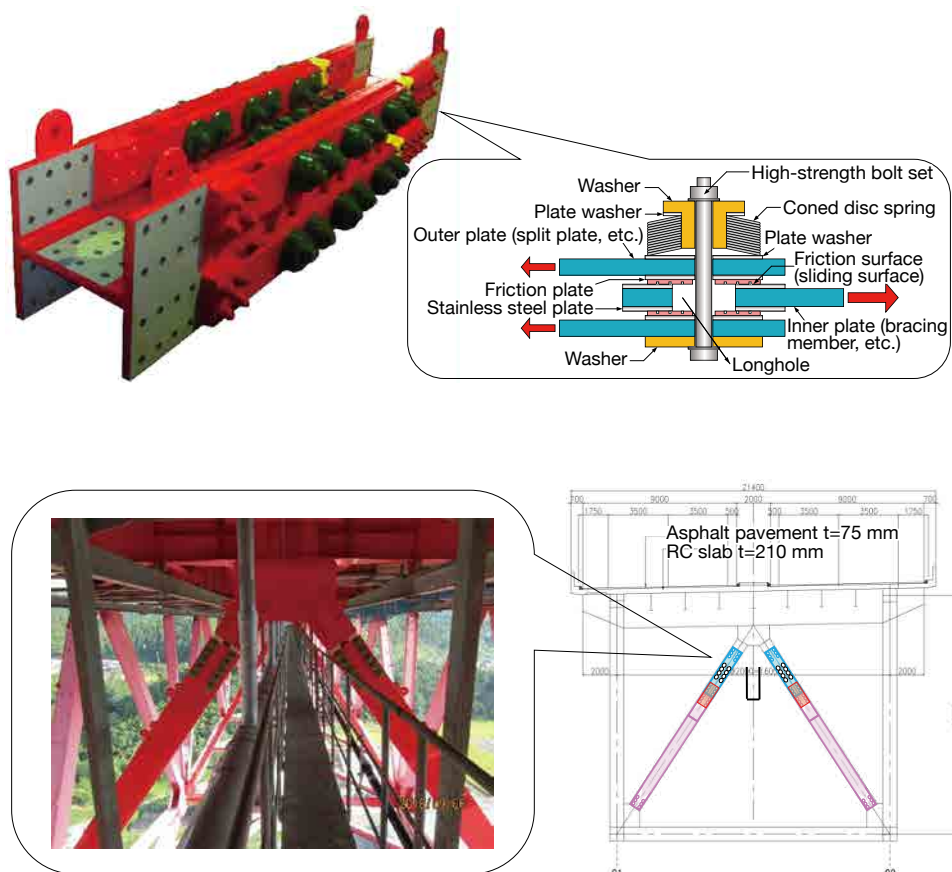 High-strength bolt set
Washer
Plate washer
Coned disc spring
Outer plate (split plate, etc.)
Plate washer
Friction surface
(sliding surface)
Friction plate
Stainless steel plate
Inner plate (bracing
member, etc.)
Washer
Longhole
21400
700 9000 2000 9000 700
1750 3500 3500 500 3500 3500 1750
Asphalt pavement t=75 mm
RC slab t=210 mm
2000 2000